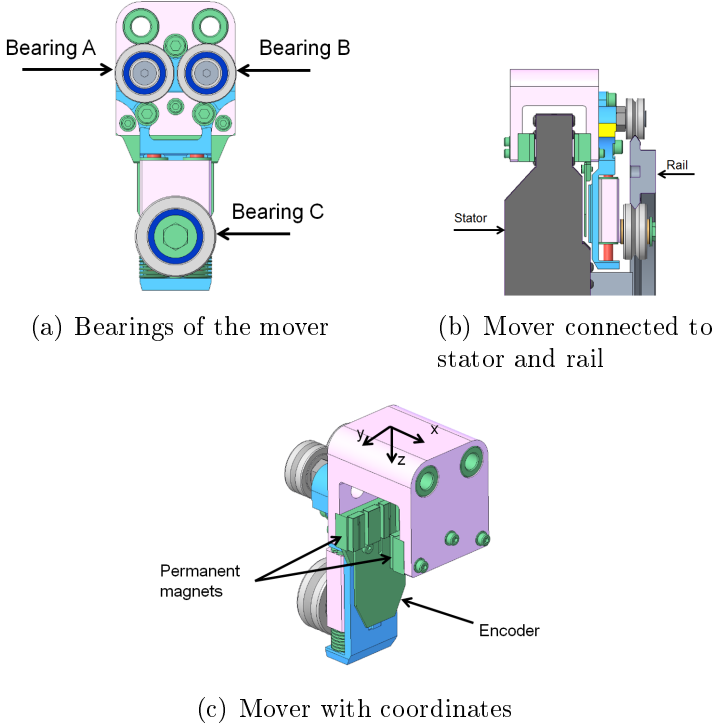 Bearing A
Bearing B
Bearing C
Rail
Stator
(a) Bearings of the mover
(b) Mover connected to
stator and rail
y
x
z
Permanent
magnets
Encoder
(c) Mover with coordinates